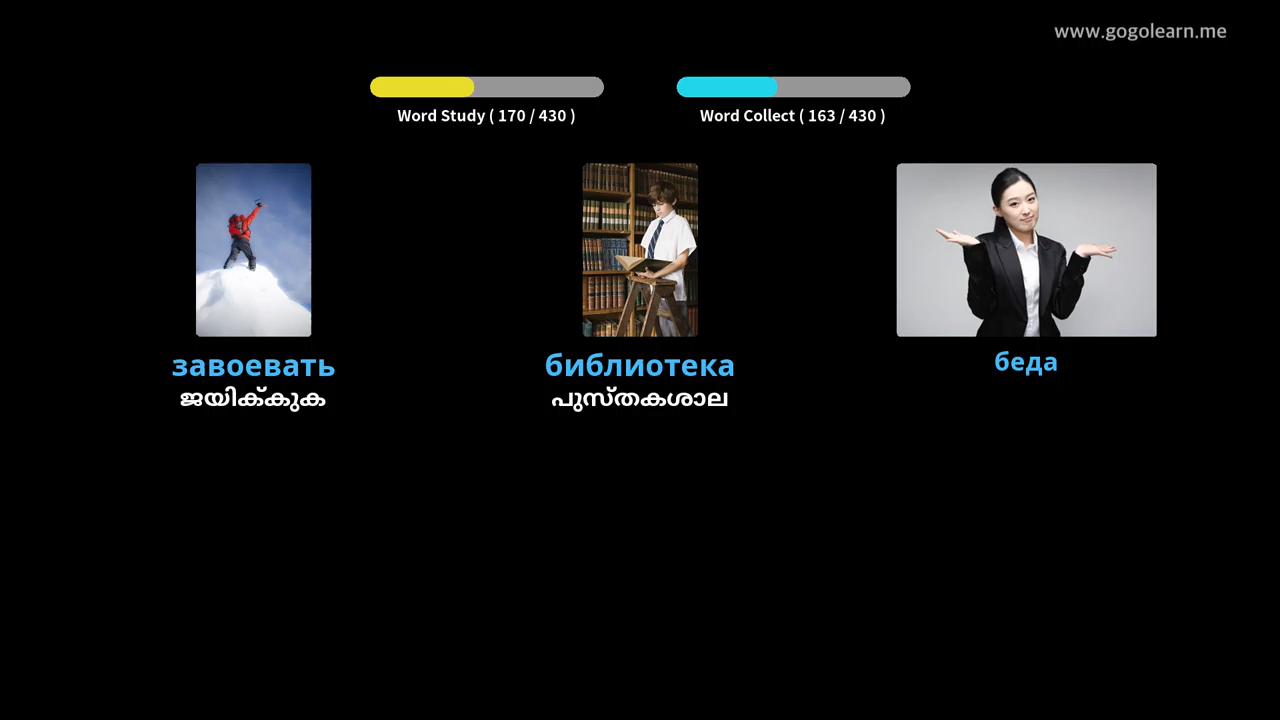 www.gogolearn.me
Word Study ( 170 / 430 )
Word Collect ( 163 / 430 )
завоевать
ജയിക്കുക
библиотека
പുസ്തകശാല
беда